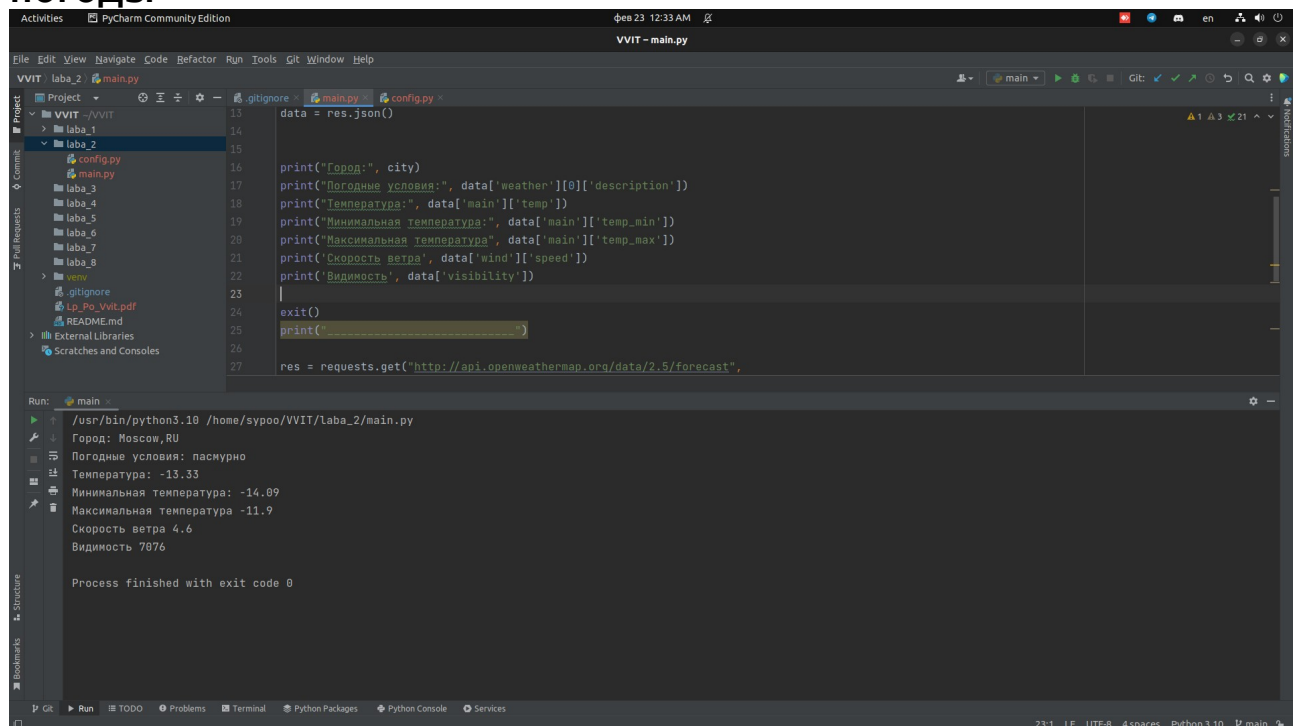 погоды
Activities PyCharm Community Edition фев 23 12:33 AM en
VVIT – main.py
File Edit View Navigate Code Refactor Run Tools Git Window Help
VVIT laba_2 main.py main Git:
Project .gitignore main.py config.py
VVIT ~/VVIT
laba_1
laba_2
config.py
main.py
laba_3
laba_4
laba_5
laba_6
laba_7
laba_8
venv
.gitignore
Lp_Po_Vvit.pdf
README.md
External Libraries
Scratches and Consoles
Project
Commit
Pull Requests
Notifications
1 3 21
13 data = res.json()
14
15
16 print("Город:", city)
17 print("Погодные условия:", data['weather'][0]['description'])
18 print("Температура:", data['main']['temp'])
19 print("Минимальная температура:", data['main']['temp_min'])
20 print("Максимальная температура", data['main']['temp_max'])
21 print('Скорость ветра', data['wind']['speed'])
22 print('Видимость', data['visibility'])
23
24 exit()
25 print("____________________________")
26
27 res = requests.get("http://api.openweathermap.org/data/2.5/forecast",
Run: main
/usr/bin/python3.10 /home/sypoo/VVIT/laba_2/main.py
Город: Moscow,RU
Погодные условия: пасмурно
Температура: -13.33
Минимальная температура: -14.09
Максимальная температура -11.9
Скорость ветра 4.6
Видимость 7076
Process finished with exit code 0
Structure
Bookmarks
Git Run TODO Problems Terminal Python Packages Python Console Services
23:1 LF UTF-8 4 spaces Python 3.10 main